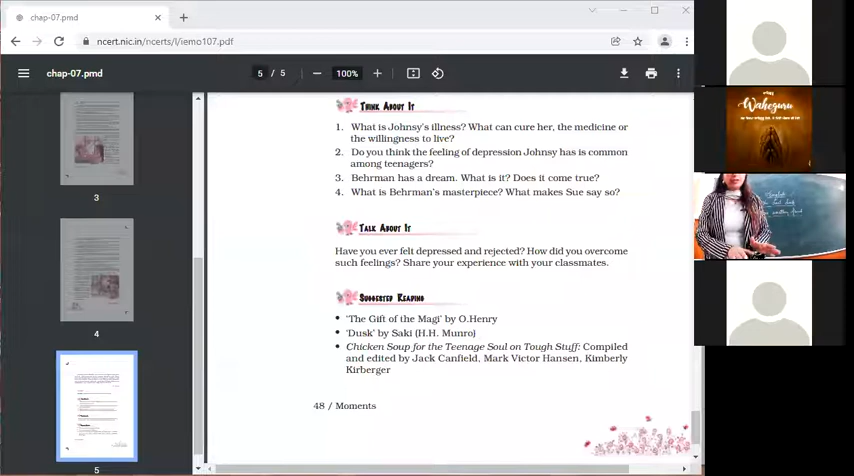 chap-07.pmd
ncert.nic.in/ncerts/l/iemo107.pdf
chap-07.pmd
5 / 5
100%
3
4
5
THINK ABOUT IT
1. What is Johnsy's illness? What can cure her, the medicine or
the willingness to live?
2. Do you think the feeling of depression Johnsy has is common
among teenagers?
3. Behrman has a dream. What is it? Does it come true?
4. What is Behrman's masterpiece? What makes Sue say so?
TALK ABOUT IT
Have you ever felt depressed and rejected? How did you overcome
such feelings? Share your experience with your classmates.
SUGGESTED READING
• 'The Gift of the Magi' by O.Henry
• 'Dusk' by Saki (H.H. Munro)
• Chicken Soup for the Teenage Soul on Tough Stuff: Compiled
and edited by Jack Canfield, Mark Victor Hansen, Kimberly
Kirberger
48 / Moments
Waheguru
English